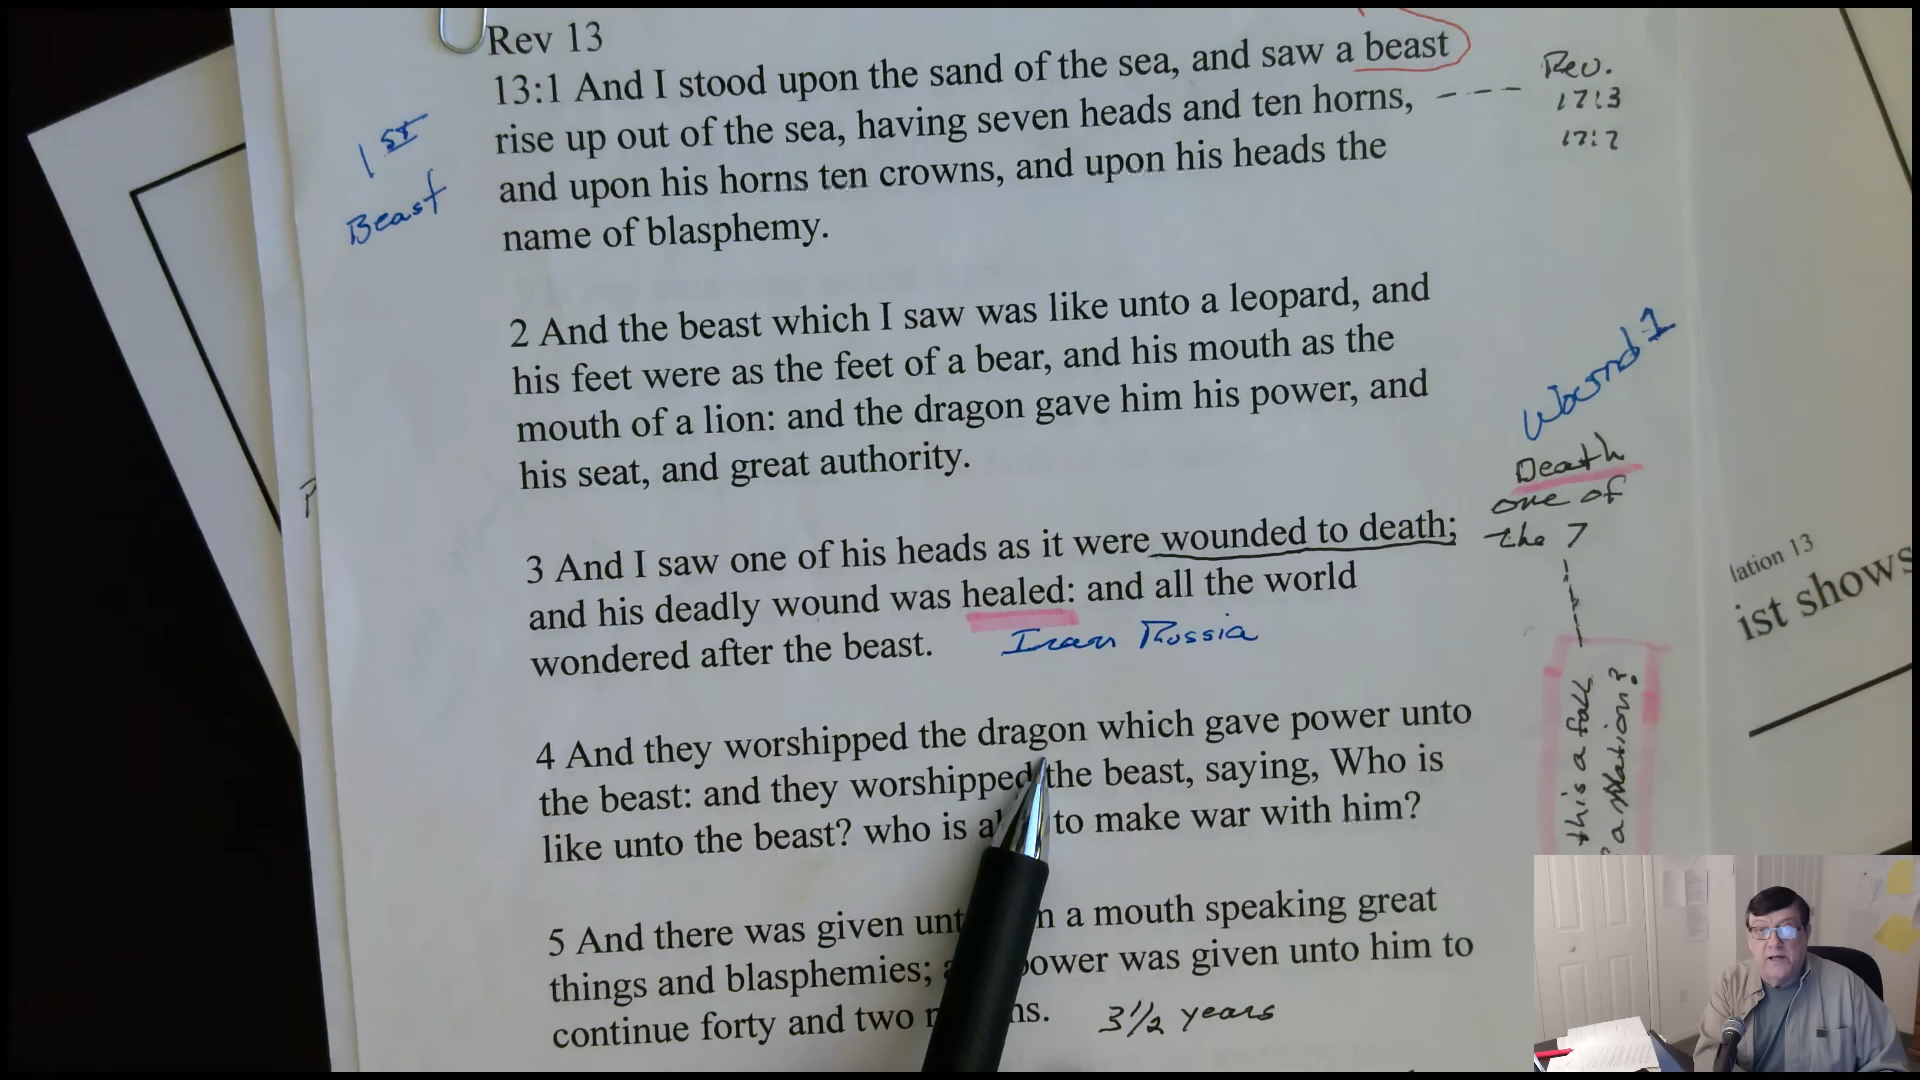 Rev 13
13:1 And I stood upon the sand of the sea, and saw a beast
rise up out of the sea, having seven heads and ten horns,
and upon his horns ten crowns, and upon his heads the
name of blasphemy.
Rev.
17:3
17:7
1st
Beast
2 And the beast which I saw was like unto a leopard, and
his feet were as the feet of a bear, and his mouth as the
mouth of a lion: and the dragon gave him his power, and
his seat, and great authority.
Wound-1
Death
one of
the 7
3 And I saw one of his heads as it were wounded to death;
and his deadly wound was healed: and all the world
wondered after the beast.
Iran Russia
this a fall
a Nation?
4 And they worshipped the dragon which gave power unto
the beast: and they worshipped the beast, saying, Who is
like unto the beast? who is to make war with him?
5 And there was given a mouth speaking great
things and blasphemies; power was given unto him to
continue forty and two
3½ years
lation 13
ist shows